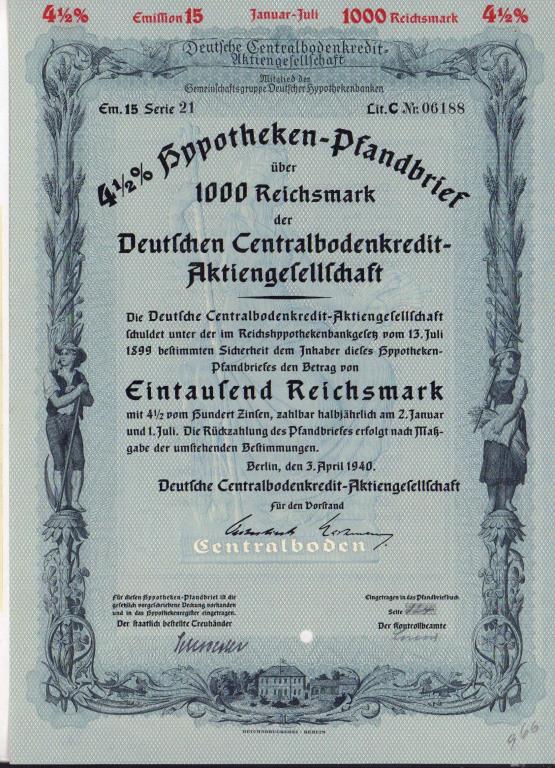 4½% Emission 15 Januar-Juli 1000 Reichsmark 4½%
Deutsche Centralbodenkredit-
Aktiengesellschaft
Mitglied der
Gemeinschaftsgruppe Deutscher Hypothekenbanken
Em. 15 Serie 21 Lit. C Nr. 06188
4½% Hypotheken-Pfandbrief
über
1000 Reichsmark
der
Deutschen Centralbodenkredit-
Aktiengesellschaft
Die Deutsche Centralbodenkredit-Aktiengesellschaft
schuldet unter der im Reichshypothekenbankgesetz vom 13. Juli
1899 bestimmten Sicherheit dem Inhaber dieses Hypotheken-
Pfandbriefes den Betrag von
Eintausend Reichsmark
mit 4½ vom Hundert Zinsen, zahlbar halbjährlich am 2. Januar
und 1. Juli. Die Rückzahlung des Pfandbriefes erfolgt nach Maß-
gabe der umstehenden Bestimmungen.
Berlin, den 3. April 1940.
Deutsche Centralbodenkredit-Aktiengesellschaft
Für den Vorstand
Centralboden
Für diesen Hypotheken-Pfandbrief ist die
gesetzlich vorgeschriebene Deckung vorhanden
und in das Hypothekenregister eingetragen.
Der staatlich bestellte Treuhänder
Eingetragen in das Pfandbriefbuch
Seite
Der Kontrollbeamte
REICHSDRUCKEREI · BERLIN
966